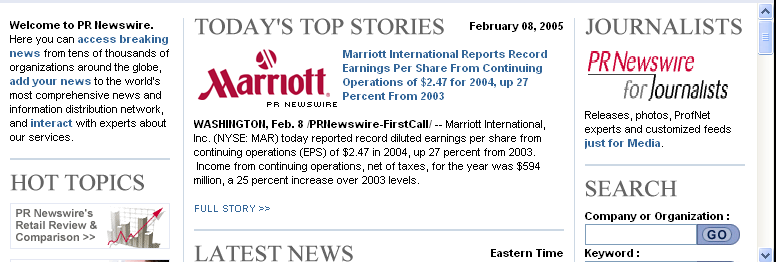 Welcome to PR Newswire.
Here you can access breaking
news from tens of thousands of
organizations around the globe,
add your news to the world's
most comprehensive news and
information distribution network,
and interact with experts about
our services.
HOT TOPICS
PR Newswire's
Retail Review &
Comparison >>
TODAY'S TOP STORIES
February 08, 2005
Marriott
PR NEWSWIRE
Marriott International Reports Record
Earnings Per Share From Continuing
Operations of $2.47 for 2004, up 27
Percent From 2003
WASHINGTON, Feb. 8 /PRNewswire-FirstCall/ -- Marriott International,
Inc. (NYSE: MAR) today reported record diluted earnings per share from
continuing operations (EPS) of $2.47 in 2004, up 27 percent from 2003.
Income from continuing operations, net of taxes, for the year was $594
million, a 25 percent increase over 2003 levels.
FULL STORY >>
LATEST NEWS
Eastern Time
JOURNALISTS
PR Newswire
for Journalists
Releases, photos, ProfNet
experts and customized feeds
just for Media.
SEARCH
Company or Organization :
GO
Keyword :